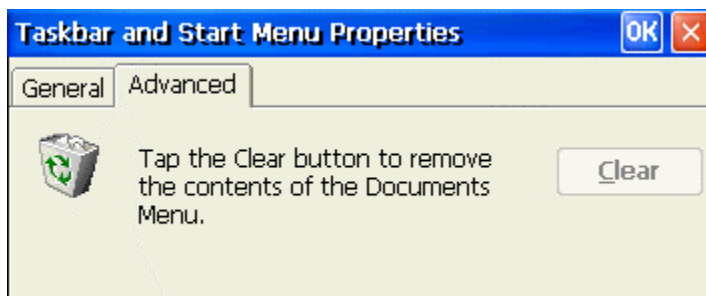 Taskbar and Start Menu Properties OK
General Advanced
Tap the Clear button to remove
the contents of the Documents
Menu.
Clear